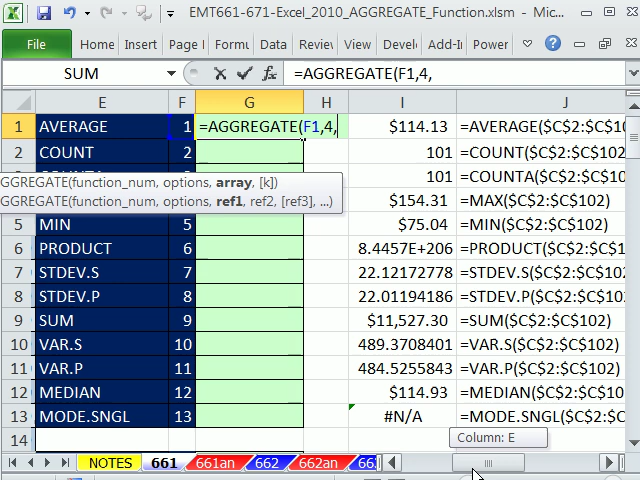 EMT661-671-Excel_2010_AGGREGATE_Function.xlsm - Mic...
File Home Insert Page Formu Data Reviev View Add-I Power
SUM =AGGREGATE(F1,4,
E F G H I J
1 AVERAGE 1 =AGGREGATE(F1,4, $114.13 =AVERAGE($C$2:$C$10
2 COUNT 2 101 =COUNT($C$2:$C$102)
101 =COUNTA($C$2:$C$102)
GGREGATE(function_num, options, array, [k])
GGREGATE(function_num, options, ref1, ref2, [ref3], ...)
$154.31 =MAX($C$2:$C$102)
5 MIN 5 $75.04 =MIN($C$2:$C$102)
6 PRODUCT 6 8.4457E+206 =PRODUCT($C$2:$C$1
7 STDEV.S 7 22.12172778 =STDEV.S($C$2:$C$10
8 STDEV.P 8 22.01194186 =STDEV.P($C$2:$C$10
9 SUM 9 $11,527.30 =SUM($C$2:$C$102)
10 VAR.S 10 489.3708401 =VAR.S($C$2:$C$102)
11 VAR.P 11 484.5255843 =VAR.P($C$2:$C$102)
12 MEDIAN 12 $114.93 =MEDIAN($C$2:$C$10
13 MODE.SNGL 13 #N/A =MODE.SNGL($C$2:$C
14
Column: E
NOTES 661 661an 662 662an